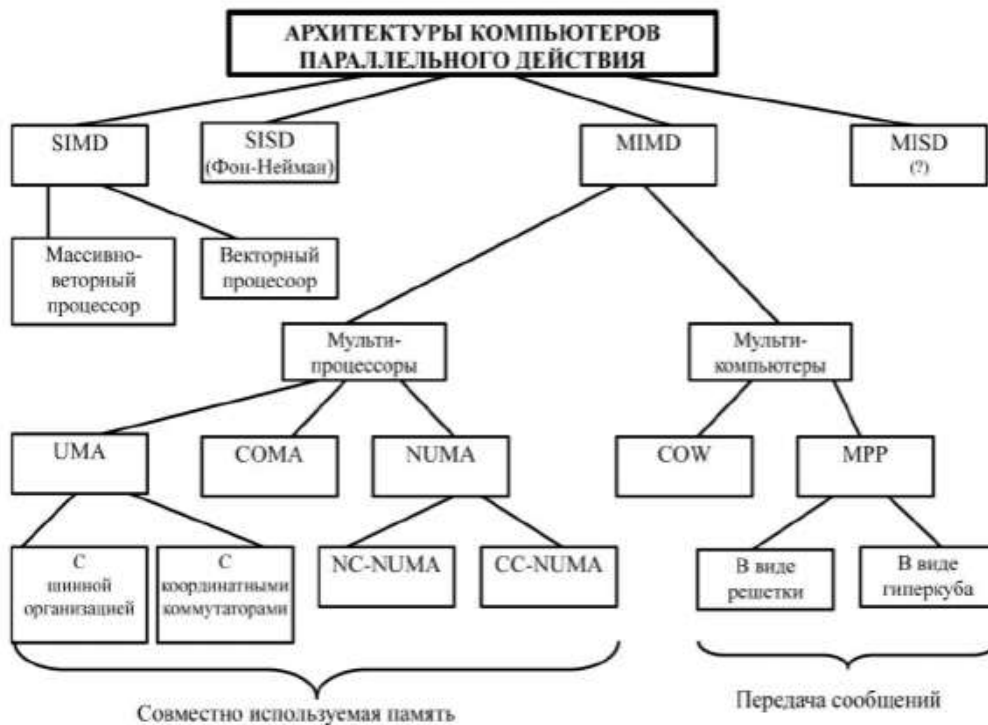 АРХИТЕКТУРЫ КОМПЬЮТЕРОВ
ПАРАЛЛЕЛЬНОГО ДЕЙСТВИЯ
SIMD
SISD
(Фон-Нейман)
MIMD
MISD
(?)
Массивно-
веторный
процессор
Векторный
процесоор
Мульти-
процессоры
Мульти-
компьютеры
UMA
COMA
NUMA
COW
MPP
С
шинной
организацией
С
координатными
коммутаторами
NC-NUMA
CC-NUMA
В виде
решетки
В виде
гиперкуба
Совместно используемая память
Передача сообщений